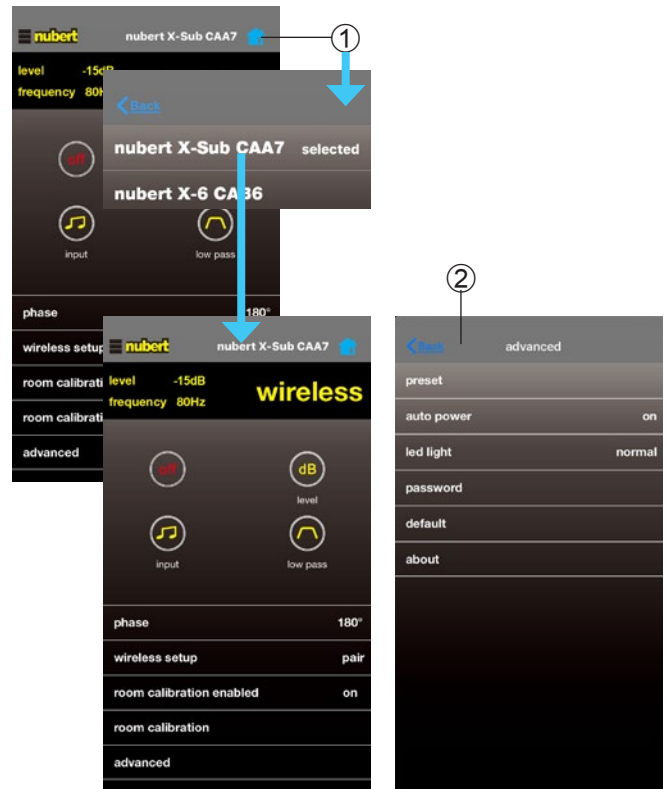 nubert
nubert X-Sub CAA7
1
level -15dB
frequency 80H
off
input
low pass
phase 180°
wireless setup
room calibrati
room calibrati
advanced
Back
nubert X-Sub CAA7 selected
nubert X-6
nubert
nubert X-Sub CAA7
level -15dB
frequency 80Hz
wireless
off
dB
level
input
low pass
phase 180°
wireless setup pair
room calibration enabled on
room calibration
advanced
2
Back advanced
preset
auto power on
led light normal
password
default
about